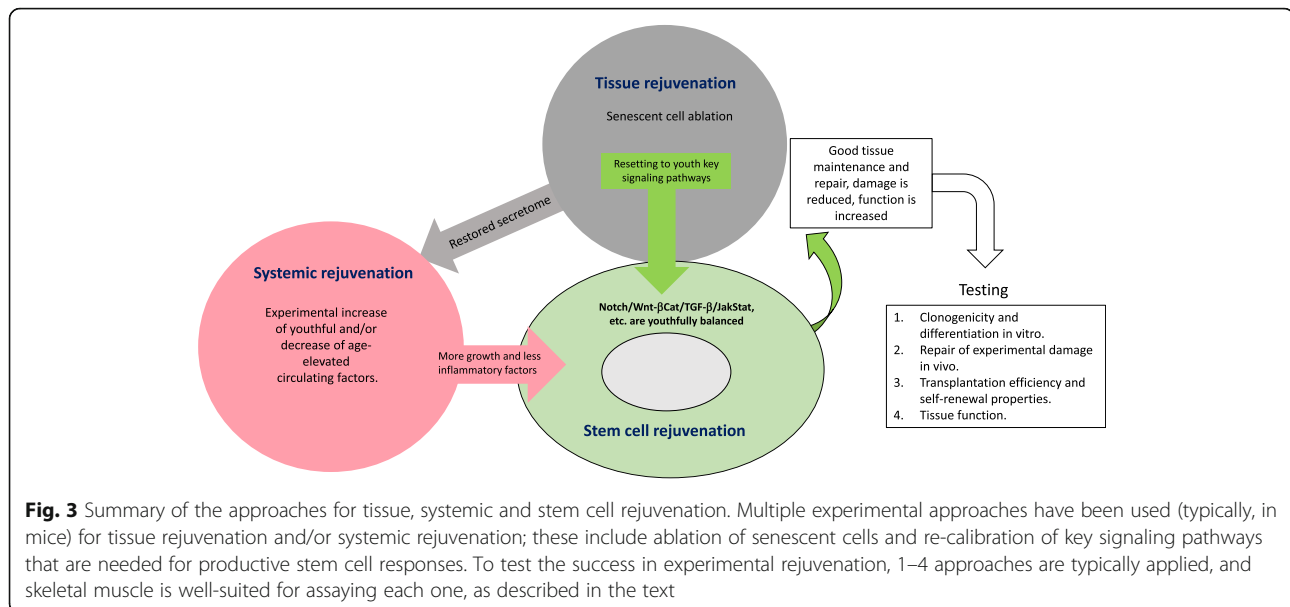 Tissue rejuvenation
Senescent cell ablation
Resetting to youth key
signaling pathways
Restored secretome
Systemic rejuvenation
Experimental increase
of youthful and/or
decrease of age-
elevated
circulating factors.
More growth and less
inflammatory factors
Notch/Wnt-βCat/TGF-β/JakStat,
etc. are youthfully balanced
Stem cell rejuvenation
Good tissue
maintenance and
repair, damage is
reduced, function is
increased
Testing
1. Clonogenicity and
differentiation in vitro.
2. Repair of experimental damage
in vivo.
3. Transplantation efficiency and
self-renewal properties.
4. Tissue function.
Fig. 3 Summary of the approaches for tissue, systemic and stem cell rejuvenation. Multiple experimental approaches have been used (typically, in
mice) for tissue rejuvenation and/or systemic rejuvenation; these include ablation of senescent cells and re-calibration of key signaling pathways
that are needed for productive stem cell responses. To test the success in experimental rejuvenation, 1–4 approaches are typically applied, and
skeletal muscle is well-suited for assaying each one, as described in the text